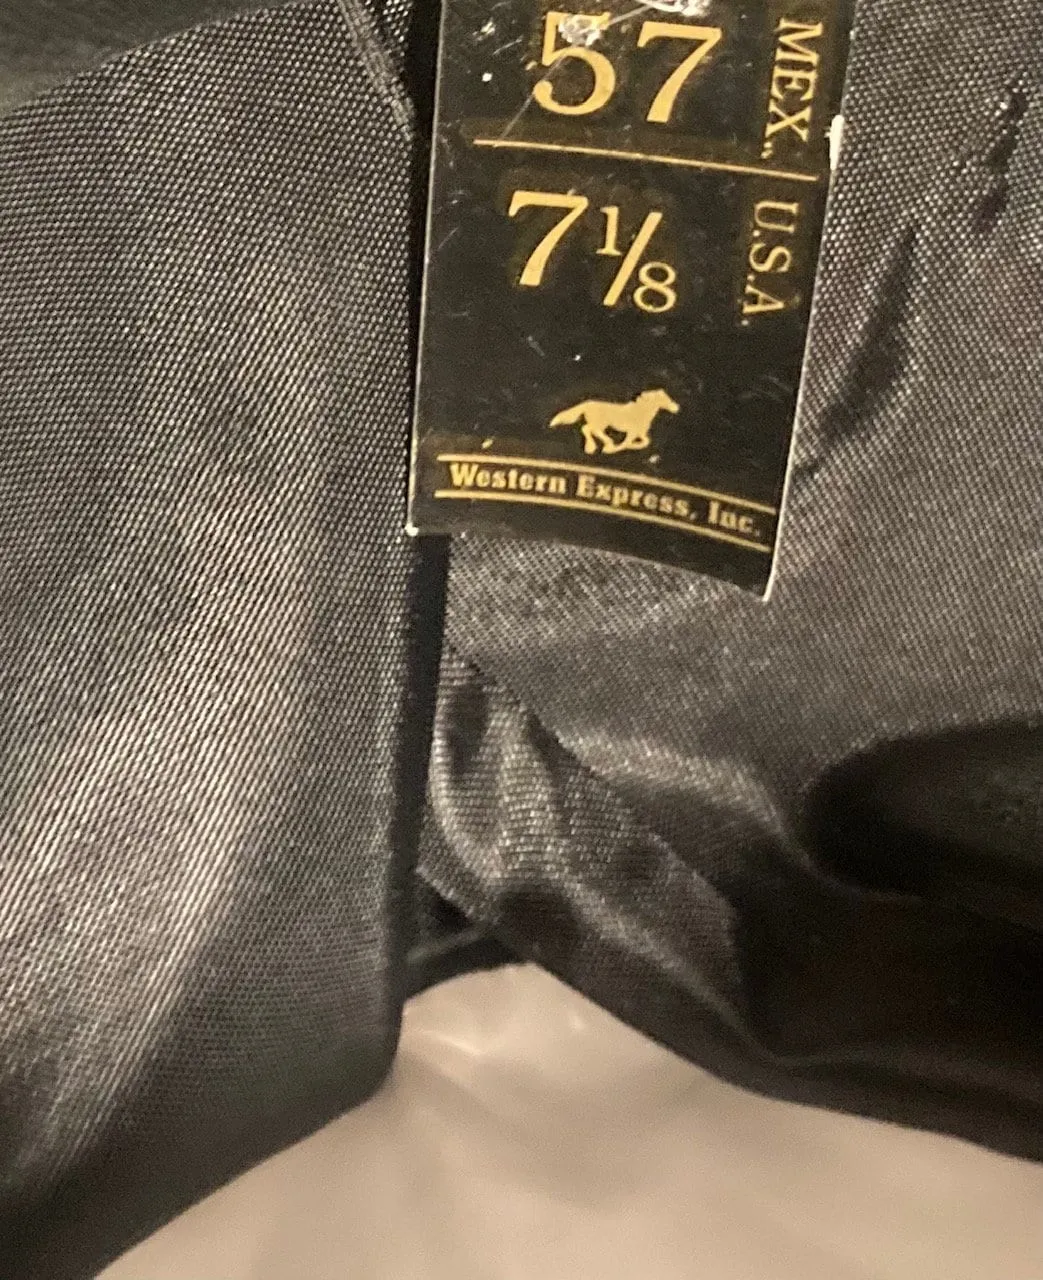 57 MEX.
7⅛ U.S.A.
Western Express, Inc.